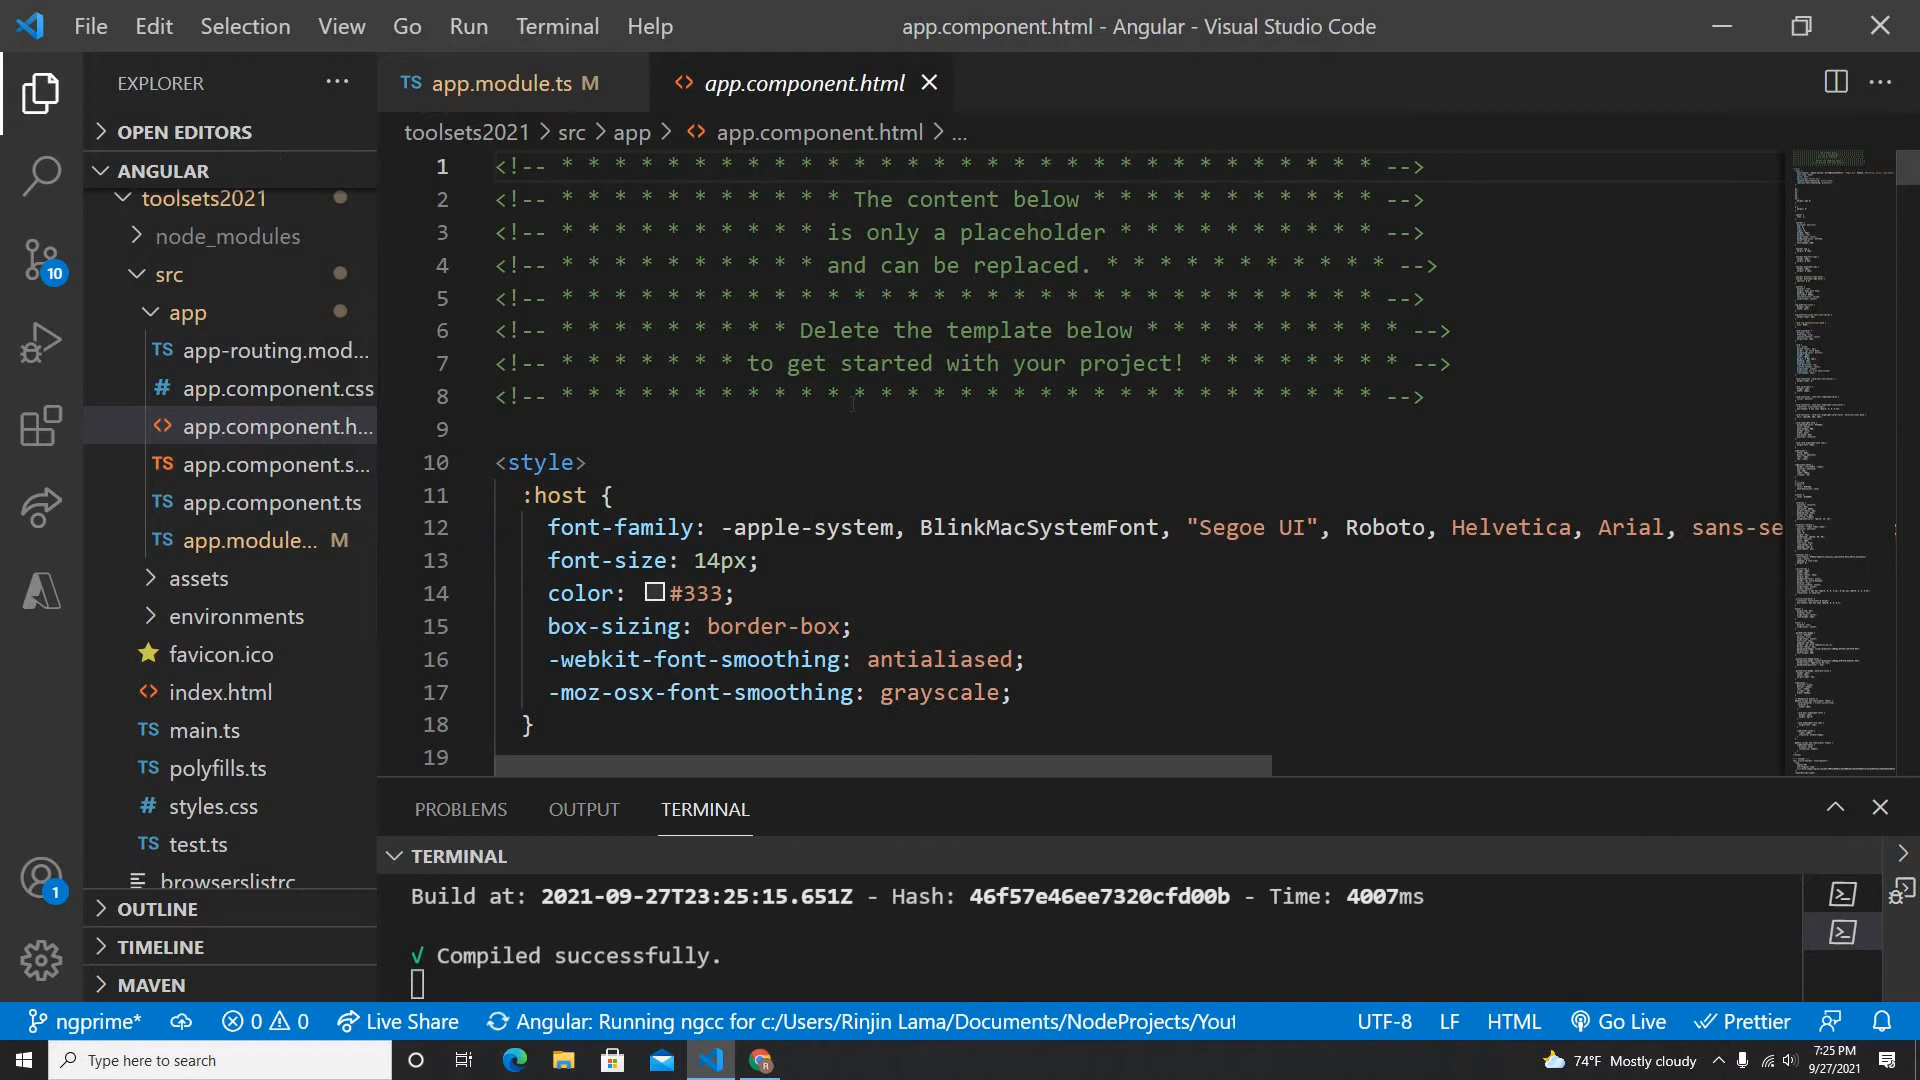 File Edit Selection View Go Run Terminal Help
app.component.html - Angular - Visual Studio Code
EXPLORER
OPEN EDITORS
ANGULAR
toolsets2021
node_modules
src
app
TS app-routing.mod...
# app.component.css
<> app.component.h...
TS app.component.s...
TS app.component.ts
TS app.module... M
assets
environments
favicon.ico
<> index.html
TS main.ts
TS polyfills.ts
# styles.css
TS test.ts
browserslistrc
OUTLINE
TIMELINE
MAVEN
10
1
TS app.module.ts M
<> app.component.html
toolsets2021 > src > app > <> app.component.html > ...
1 <!-- * * * * * * * * * * * * * * * * * * * * * * * * * * * * * * * -->
2 <!-- * * * * * * * * * * * The content below * * * * * * * * * * * -->
3 <!-- * * * * * * * * * * is only a placeholder * * * * * * * * * * -->
4 <!-- * * * * * * * * * * and can be replaced. * * * * * * * * * * * -->
5 <!-- * * * * * * * * * * * * * * * * * * * * * * * * * * * * * * * -->
6 <!-- * * * * * * * * * Delete the template below * * * * * * * * * * -->
7 <!-- * * * * * * * to get started with your project! * * * * * * * * -->
8 <!-- * * * * * * * * * * * * * * * * * * * * * * * * * * * * * * * -->
9
10 <style>
11 :host {
12 font-family: -apple-system, BlinkMacSystemFont, "Segoe UI", Roboto, Helvetica, Arial, sans-se
13 font-size: 14px;
14 color: #333;
15 box-sizing: border-box;
16 -webkit-font-smoothing: antialiased;
17 -moz-osx-font-smoothing: grayscale;
18 }
19
PROBLEMS OUTPUT TERMINAL
TERMINAL
Build at: 2021-09-27T23:25:15.651Z - Hash: 46f57e46ee7320cfd00b - Time: 4007ms
√ Compiled successfully.
ngprime* 0 0 Live Share Angular: Running ngcc for c:/Users/Rinjin Lama/Documents/NodeProjects/Yout UTF-8 LF HTML Go Live Prettier
Type here to search
74°F Mostly cloudy
7:25 PM
9/27/2021